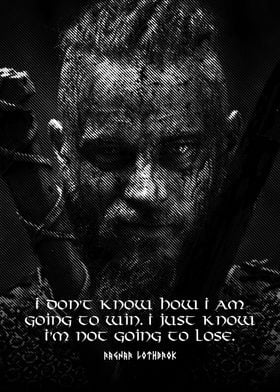 I DON'T KNOW HOW I AM
GOING TO WIN. I JUST KNOW
I'M NOT GOING TO LOSE.
RAGNAR LOTHBROK